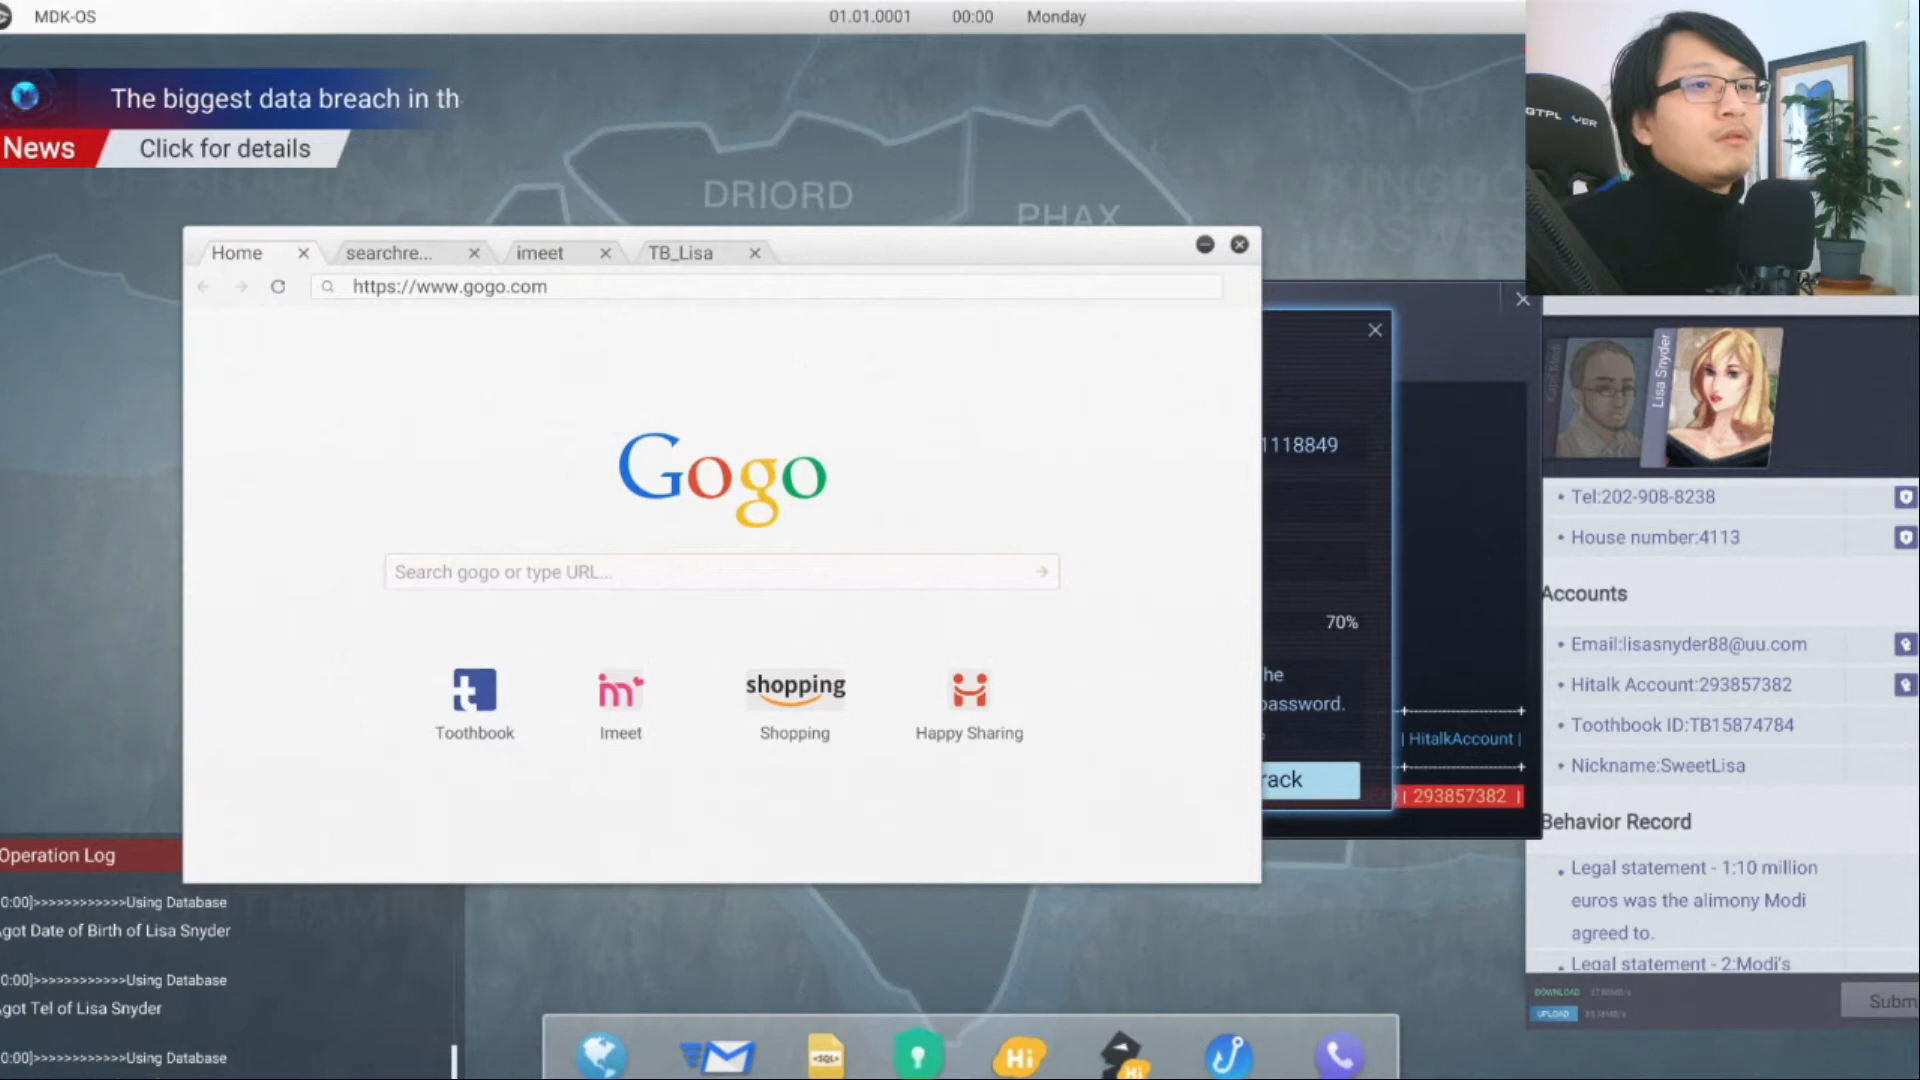 MDK-OS
01.01.0001 00:00 Monday
The biggest data breach in th
News Click for details
DRIORD
PHAX
Home searchre... imeet TB_Lisa
https://www.gogo.com
Gogo
Search gogo or type URL...
Toothbook
im
Imeet
shopping
Shopping
Happy Sharing
1118849
70%
he
password.
rack
HitalkAccount
293857382
GTPLAYER
Lisa Snyder
Tel:202-908-8238
House number:4113
Accounts
Email:lisasnyder88@uu.com
Hitalk Account:293857382
Toothbook ID:TB15874784
Nickname:SweetLisa
Behavior Record
Legal statement - 1:10 million
euros was the alimony Modi
agreed to.
Legal statement - 2:Modi's
DOWNLOAD
UPLOAD
Subm
Operation Log
0:00]>>>>>>>>>>>>Using Database
got Date of Birth of Lisa Snyder
0:00]>>>>>>>>>>>>Using Database
got Tel of Lisa Snyder
0:00]>>>>>>>>>>>>Using Database
<SQL>
Hi
Hi